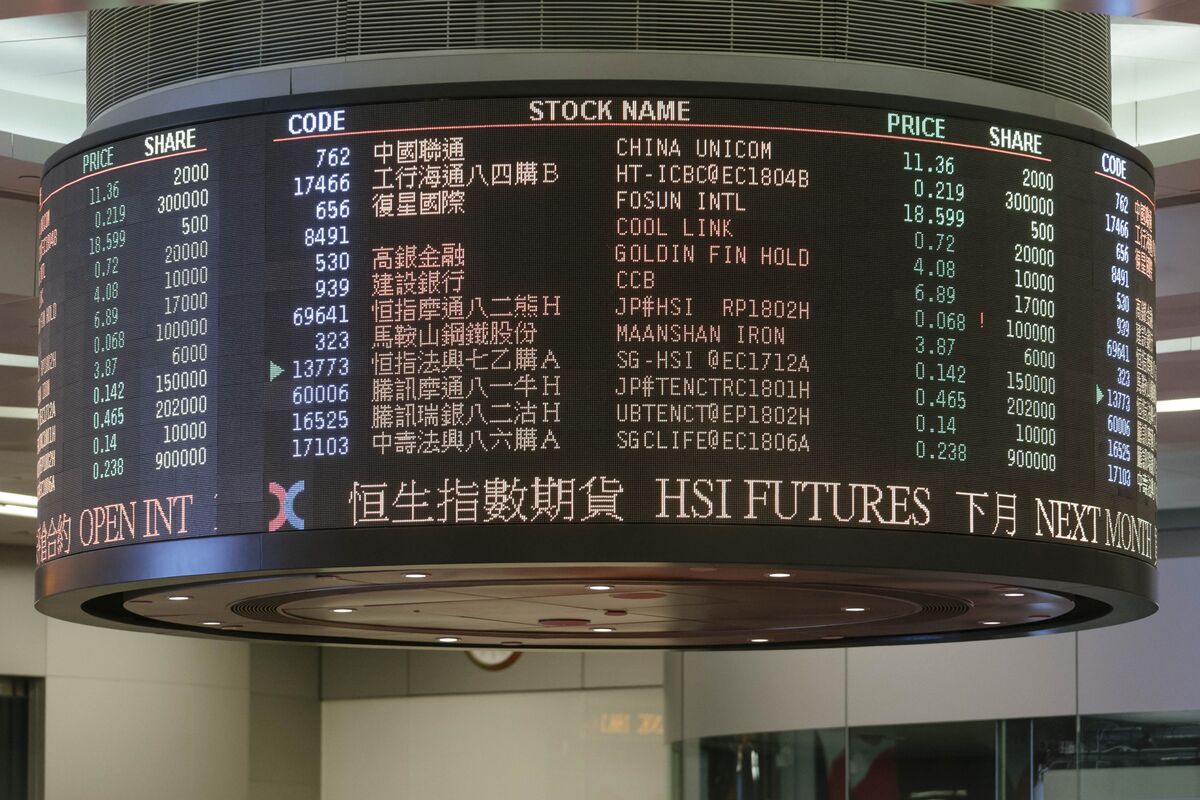 PRICE SHARE
11.36 2000
0.219 300000
18.599 500
0.72 20000
4.08 10000
6.89 17000
0.068 100000
3.87 6000
0.142 150000
0.465 202000
0.14 10000
0.238 900000
CODE STOCK NAME PRICE SHARE
762 中國聯通 CHINA UNICOM 11.36 2000
17466 工行海通八四購B HT-ICBC@EC1804B 0.219 300000
656 復星國際 FOSUN INTL 18.599 500
8491 COOL LINK 0.72 20000
530 高銀金融 GOLDIN FIN HOLD 4.08 10000
939 建設銀行 CCB 6.89 17000
69641 恒指摩通八二熊H JP#HSI RP1802H 0.068 ! 100000
323 馬鞍山鋼鐵股份 MAANSHAN IRON 3.87 6000
13773 恒指法興七乙購A SG-HSI @EC1712A 0.142 150000
60006 騰訊摩通八一牛H JP#TENCTRC1801H 0.465 202000
16525 騰訊瑞銀八二沽H UBTENCT@EP1802H 0.14 10000
17103 中壽法興八六購A SGCLIFE@EC1806A 0.238 900000
CODE
762
17466
656
8491
530
939
69641
323
13773
60006
16525
17103
倉合約 OPEN INT
恒生指數期貨 HSI FUTURES 下月 NEXT MONTH